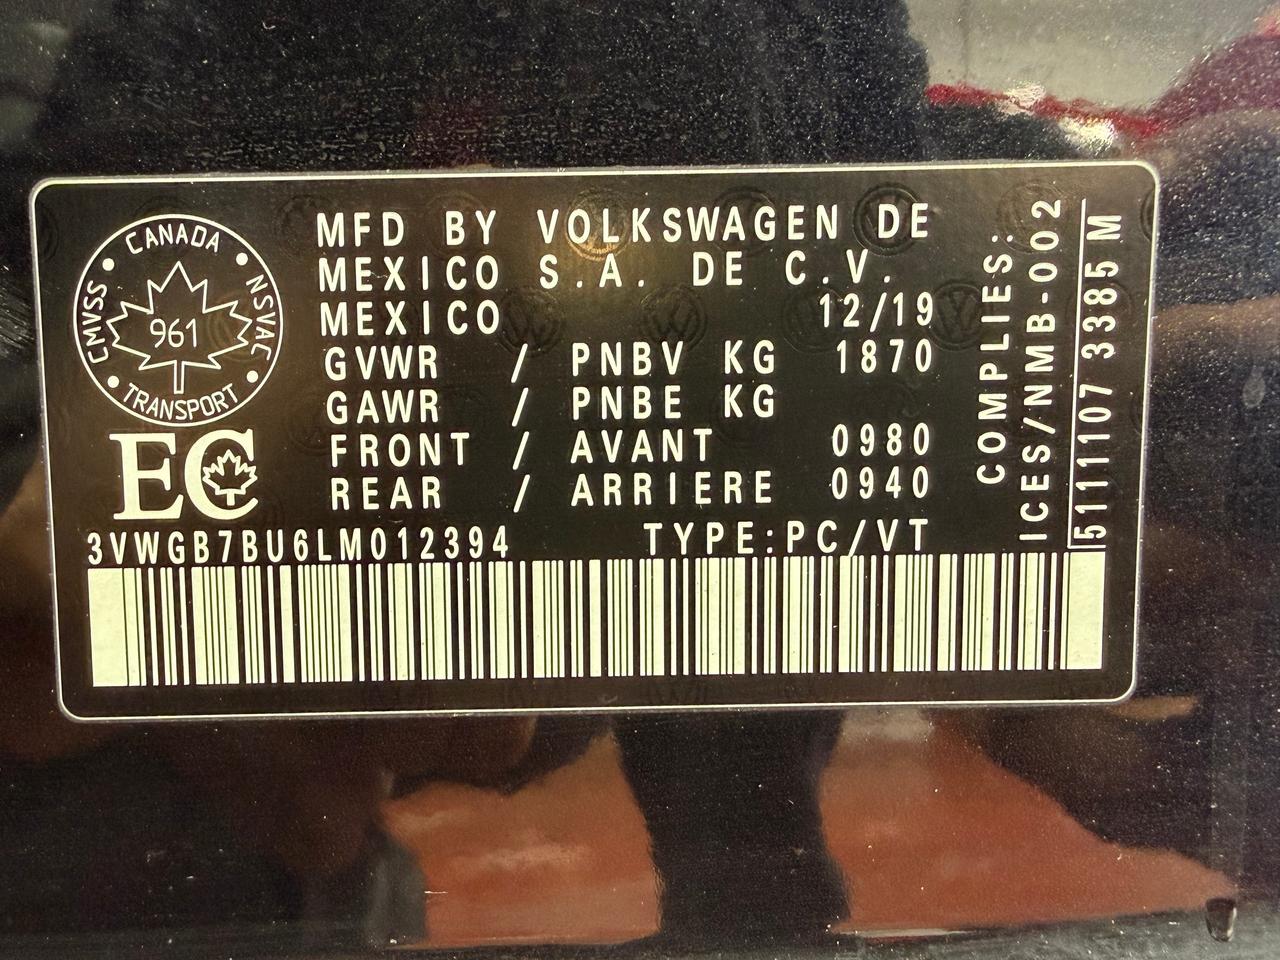 CANADA
CMVSS
961
NSVAC
TRANSPORT
EC
MFD BY VOLKSWAGEN DE
MEXICO S.A. DE C.V.
MEXICO 12/19
GVWR / PNBV KG 1870
GAWR / PNBE KG
FRONT / AVANT 0980
REAR / ARRIERE 0940
3VWGB7BU6LM012394 TYPE:PC/VT
COMPLIES:
ICES/NMB-002
5111107 3385 M